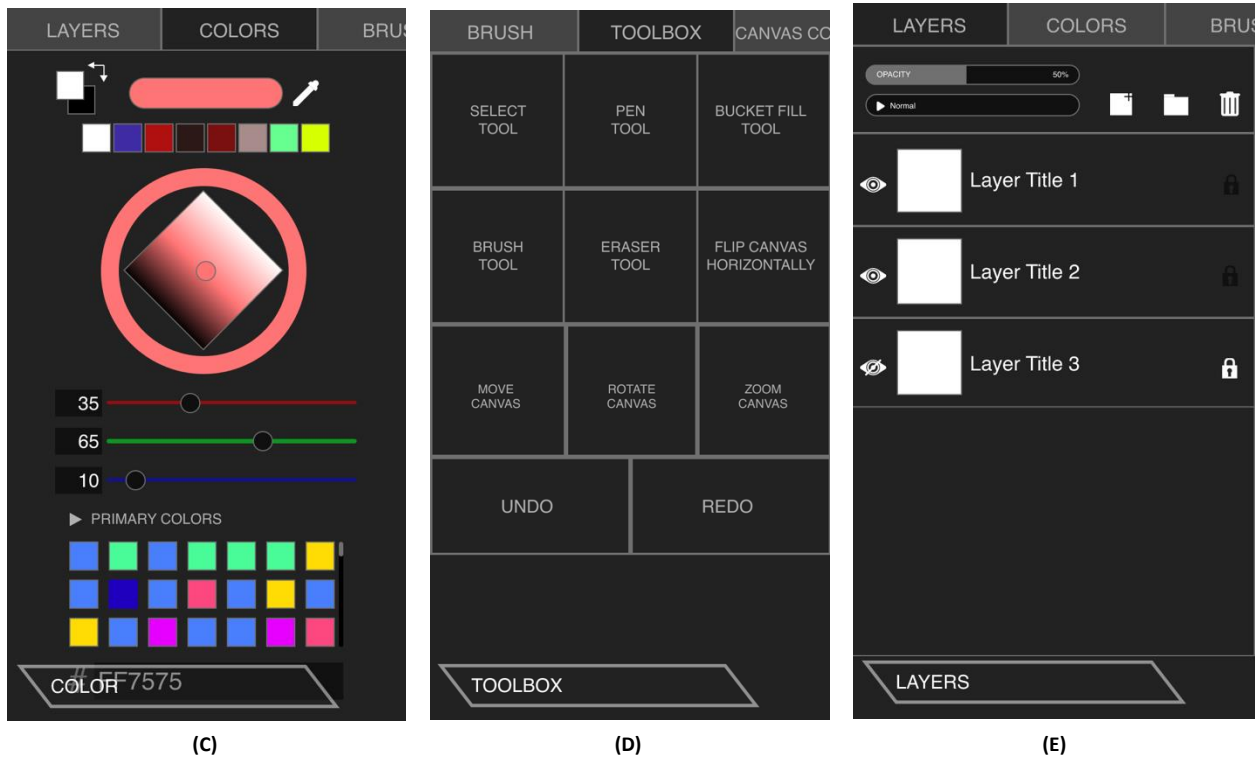 LAYERS COLORS BRUS
35
65
10
PRIMARY COLORS
# FF7575
COLOR
(C)
BRUSH TOOLBOX CANVAS CO
SELECT
TOOL
PEN
TOOL
BUCKET FILL
TOOL
BRUSH
TOOL
ERASER
TOOL
FLIP CANVAS
HORIZONTALLY
MOVE
CANVAS
ROTATE
CANVAS
ZOOM
CANVAS
UNDO REDO
TOOLBOX
(D)
LAYERS COLORS BRUS
OPACITY 50%
Normal
Layer Title 1
Layer Title 2
Layer Title 3
LAYERS
(E)